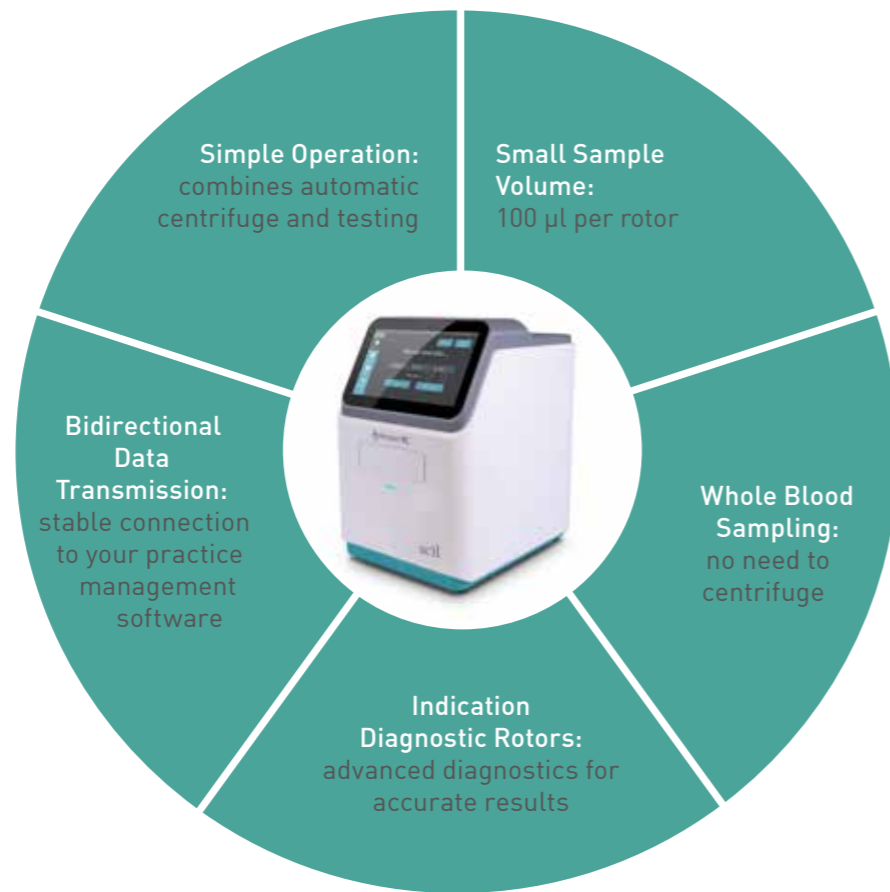 Simple Operation:
combines automatic
centrifuge and testing
Small Sample
Volume:
100 µl per rotor
Whole Blood
Sampling:
no need to
centrifuge
Indication
Diagnostic Rotors:
advanced diagnostics for
accurate results
Bidirectional
Data
Transmission:
stable connection
to your practice
management
software
scil